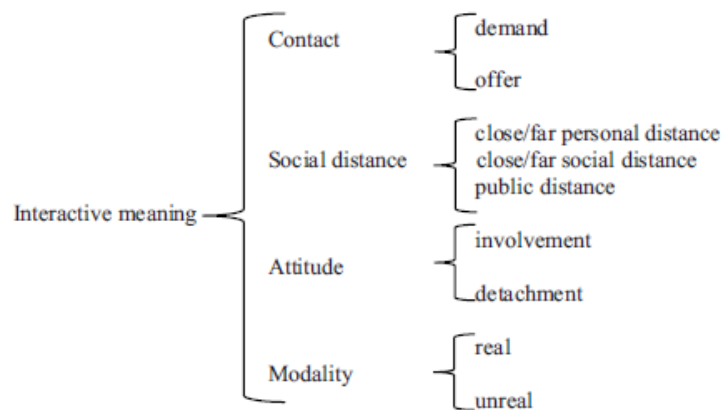 Interactive meaning
Contact
demand
offer
Social distance
close/far personal distance
close/far social distance
public distance
Attitude
involvement
detachment
Modality
real
unreal